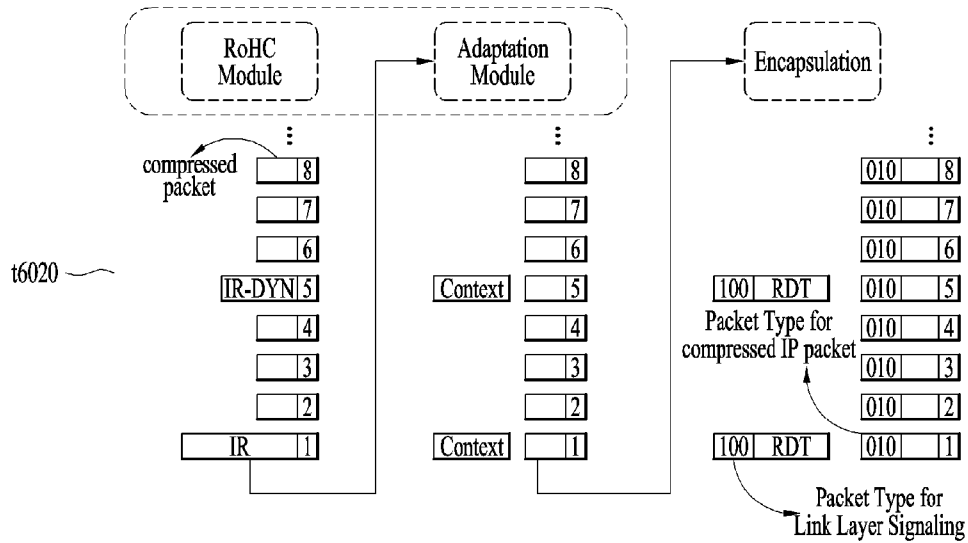 RoHC
Module
Adaptation
Module
Encapsulation
...
...
...
compressed
packet
8
8
010 8
7
7
010 7
6
6
010 6
t6020
IR-DYN 5
Context
5
100 RDT
010 5
4
4
Packet Type for
compressed IP packet
010 4
3
3
010 3
2
2
010 2
IR 1
Context
1
100 RDT
010 1
Packet Type for
Link Layer Signaling